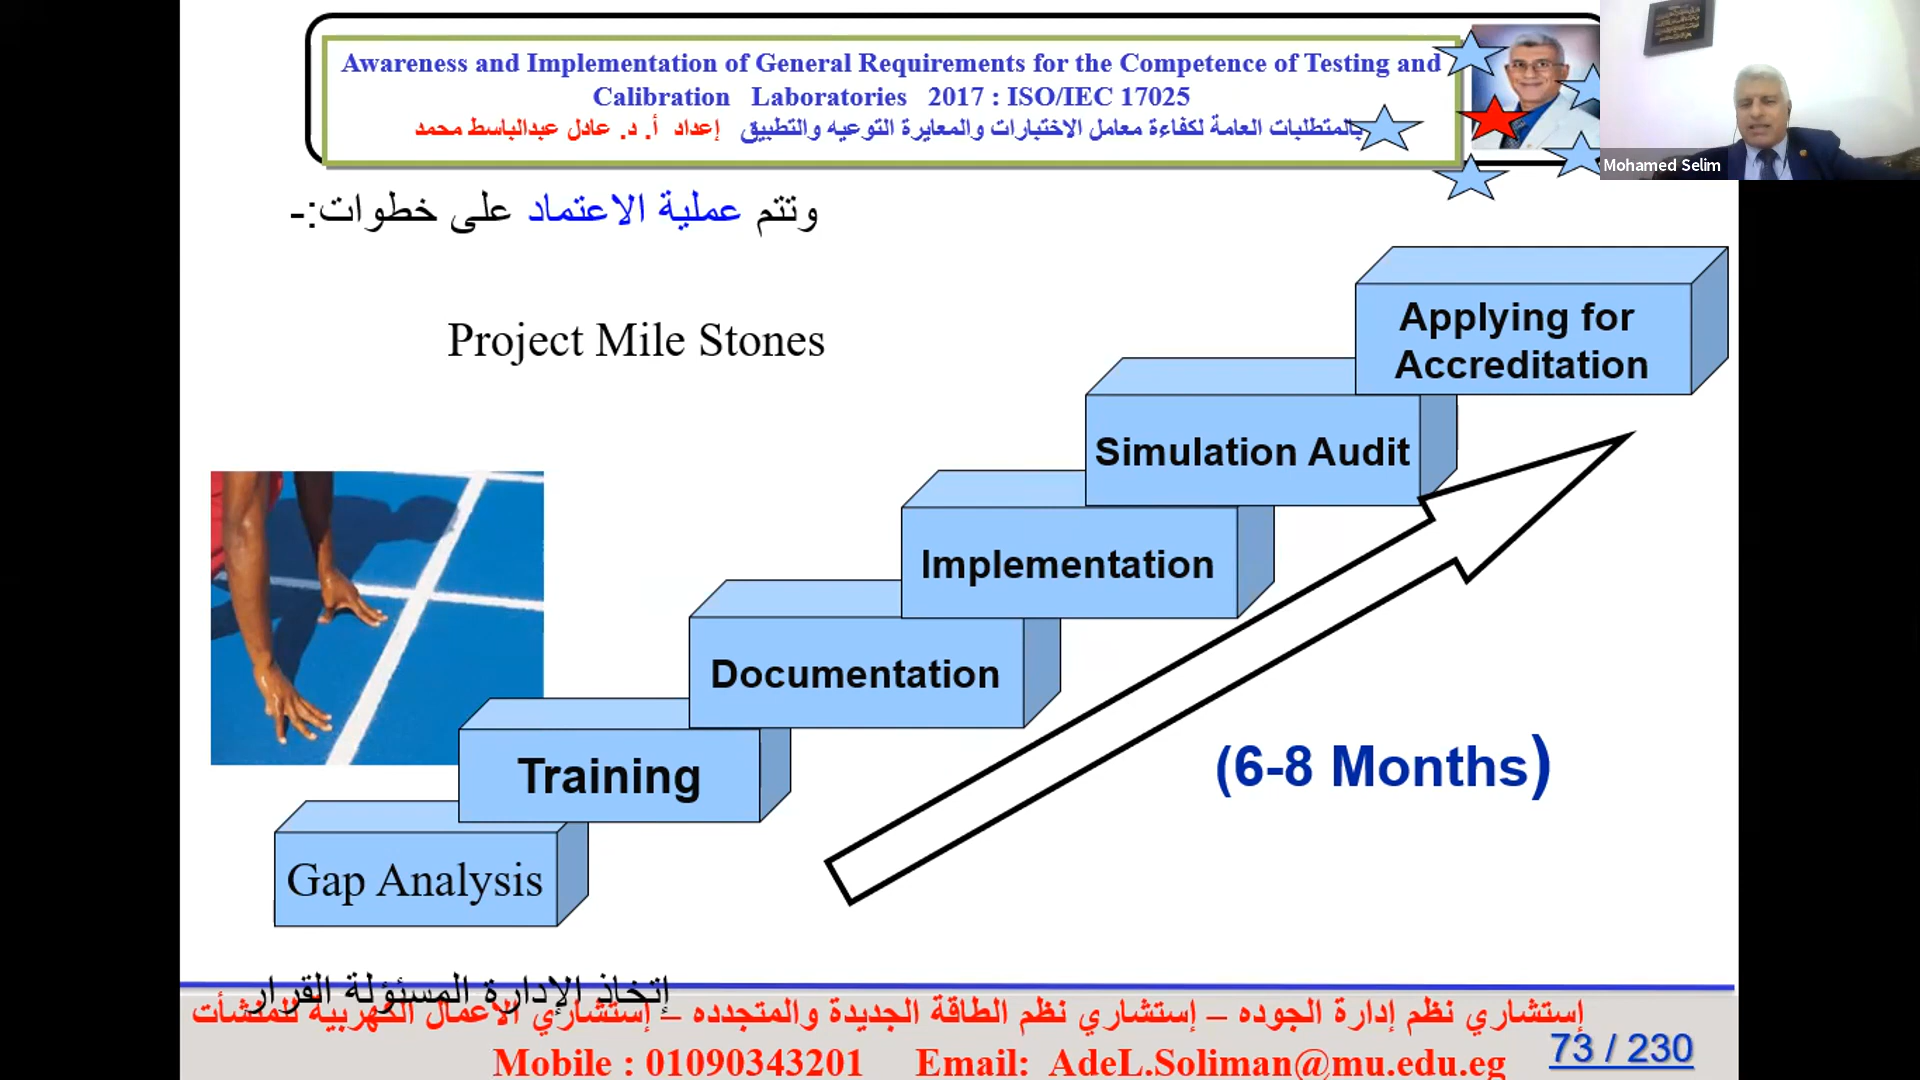 Awareness and Implementation of General Requirements for the Competence of Testing and
Calibration Laboratories 2017 : ISO/IEC 17025
بالمتطلبات العامة لكفاءة معامل الاختبارات والمعايرة التوعيه والتطبيق إعداد أ. د. عادل عبدالباسط محمد
Mohamed Selim
وتتم عملية الاعتماد على خطوات:-
Project Mile Stones
Applying for
Accreditation
Simulation Audit
Implementation
Documentation
Training
Gap Analysis
(6-8 Months)
إتخاذ الإدارة المسئولة القرار
إستشاري نظم إدارة الجوده – إستشاري نظم الطاقة الجديدة والمتجدده – إستشاري الأعمال الكهربية للمنشأت
Mobile : 01090343201 Email: AdeL.Soliman@mu.edu.eg
73 / 230